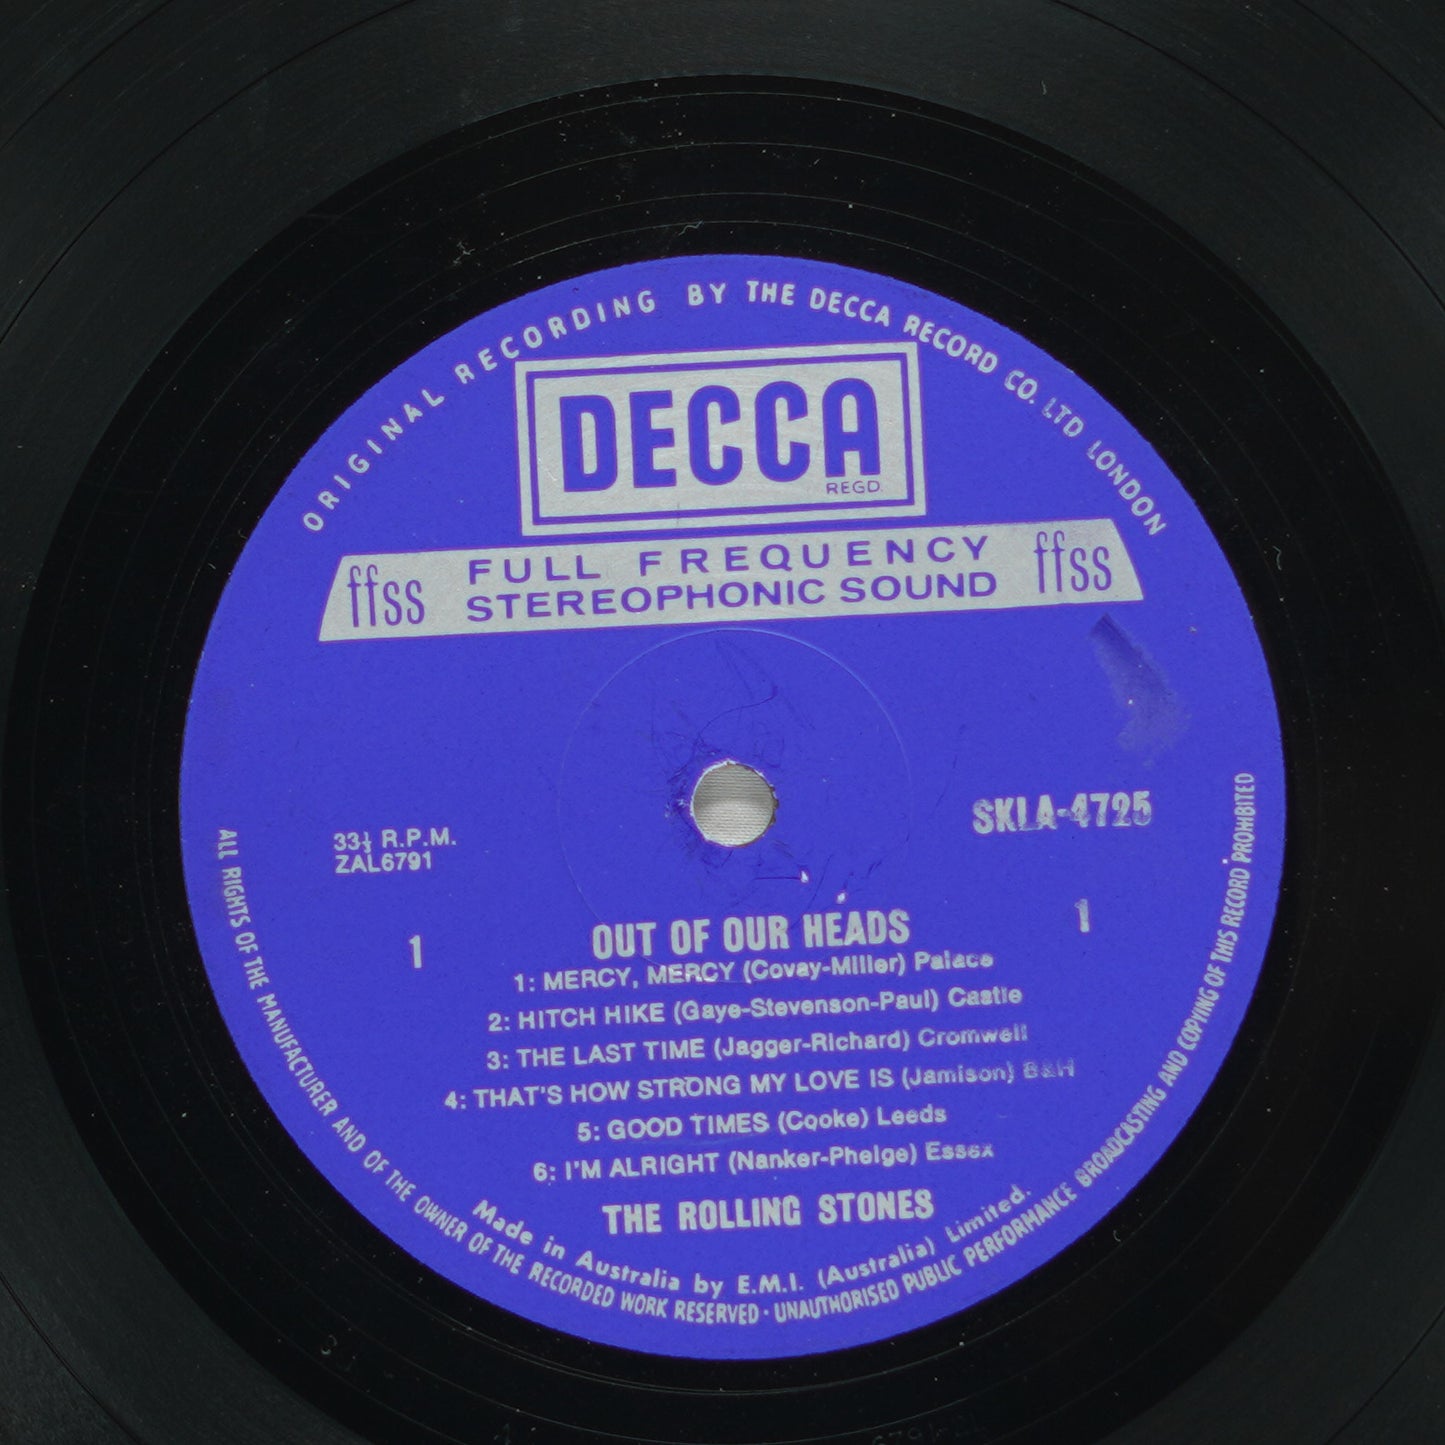 ORIGINAL RECORDING BY THE DECCA RECORD CO. LTD LONDON
DECCA
REGD.
ffss FULL FREQUENCY STEREOPHONIC SOUND ffss
SKLA-4725
33⅓ R.P.M.
ZAL6791
1
1
OUT OF OUR HEADS
1: MERCY, MERCY (Covay-Miller) Palace
2: HITCH HIKE (Gaye-Stevenson-Paul) Castle
3: THE LAST TIME (Jagger-Richard) Cromwell
4: THAT'S HOW STRONG MY LOVE IS (Jamison) B&H
5: GOOD TIMES (Cooke) Leeds
6: I'M ALRIGHT (Nanker-Phelge) Essex
THE ROLLING STONES
Made in Australia by E.M.I. (Australia) Limited.
ALL RIGHTS OF THE MANUFACTURER AND OF THE OWNER OF THE RECORDED WORK RESERVED · UNAUTHORISED PUBLIC PERFORMANCE BROADCASTING AND COPYING OF THIS RECORD PROHIBITED